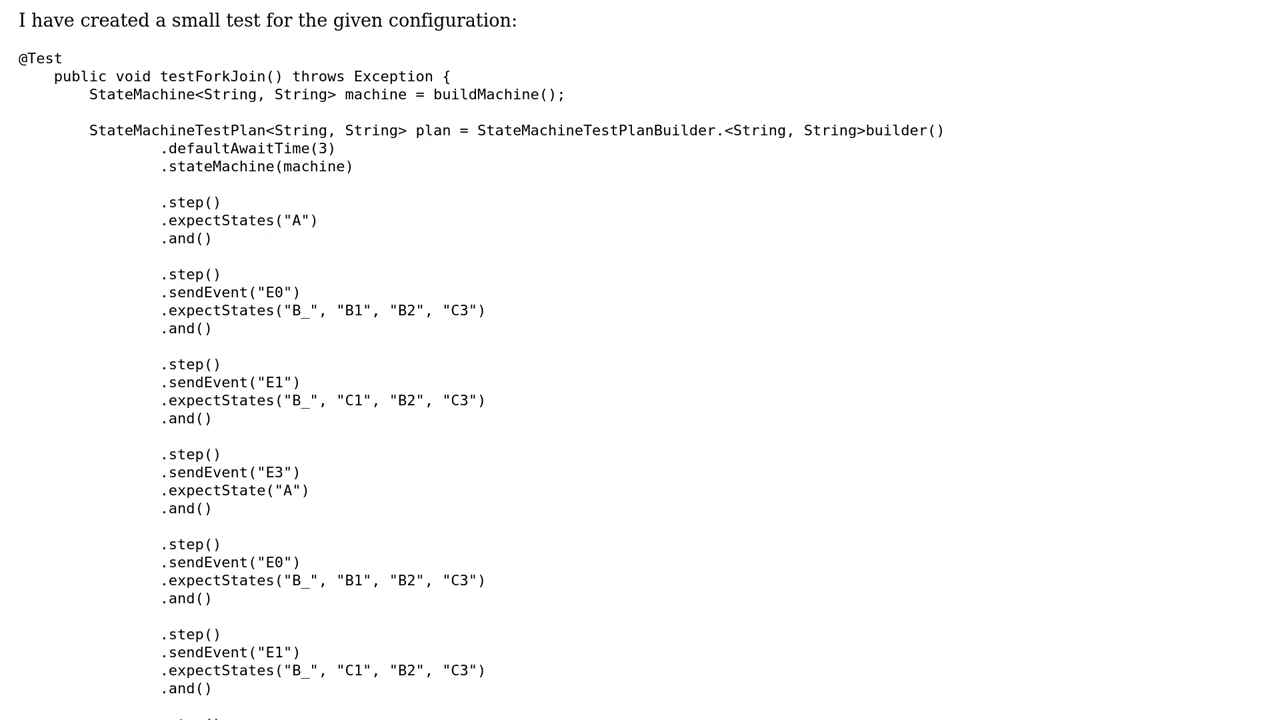 I have created a small test for the given configuration:
@Test
    public void testForkJoin() throws Exception {
        StateMachine<String, String> machine = buildMachine();

        StateMachineTestPlan<String, String> plan = StateMachineTestPlanBuilder.<String, String>builder()
                .defaultAwaitTime(3)
                .stateMachine(machine)

                .step()
                .expectStates("A")
                .and()

                .step()
                .sendEvent("E0")
                .expectStates("B_", "B1", "B2", "C3")
                .and()

                .step()
                .sendEvent("E1")
                .expectStates("B_", "C1", "B2", "C3")
                .and()

                .step()
                .sendEvent("E3")
                .expectState("A")
                .and()

                .step()
                .sendEvent("E0")
                .expectStates("B_", "B1", "B2", "C3")
                .and()

                .step()
                .sendEvent("E1")
                .expectStates("B_", "C1", "B2", "C3")
                .and()